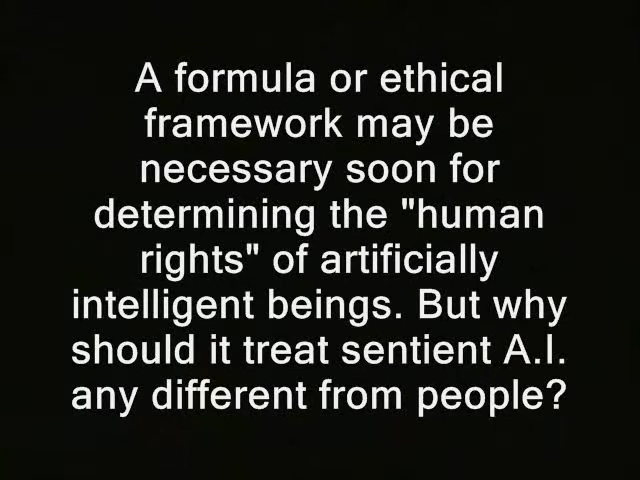 A formula or ethical
framework may be
necessary soon for
determining the "human
rights" of artificially
intelligent beings. But why
should it treat sentient A.I.
any different from people?